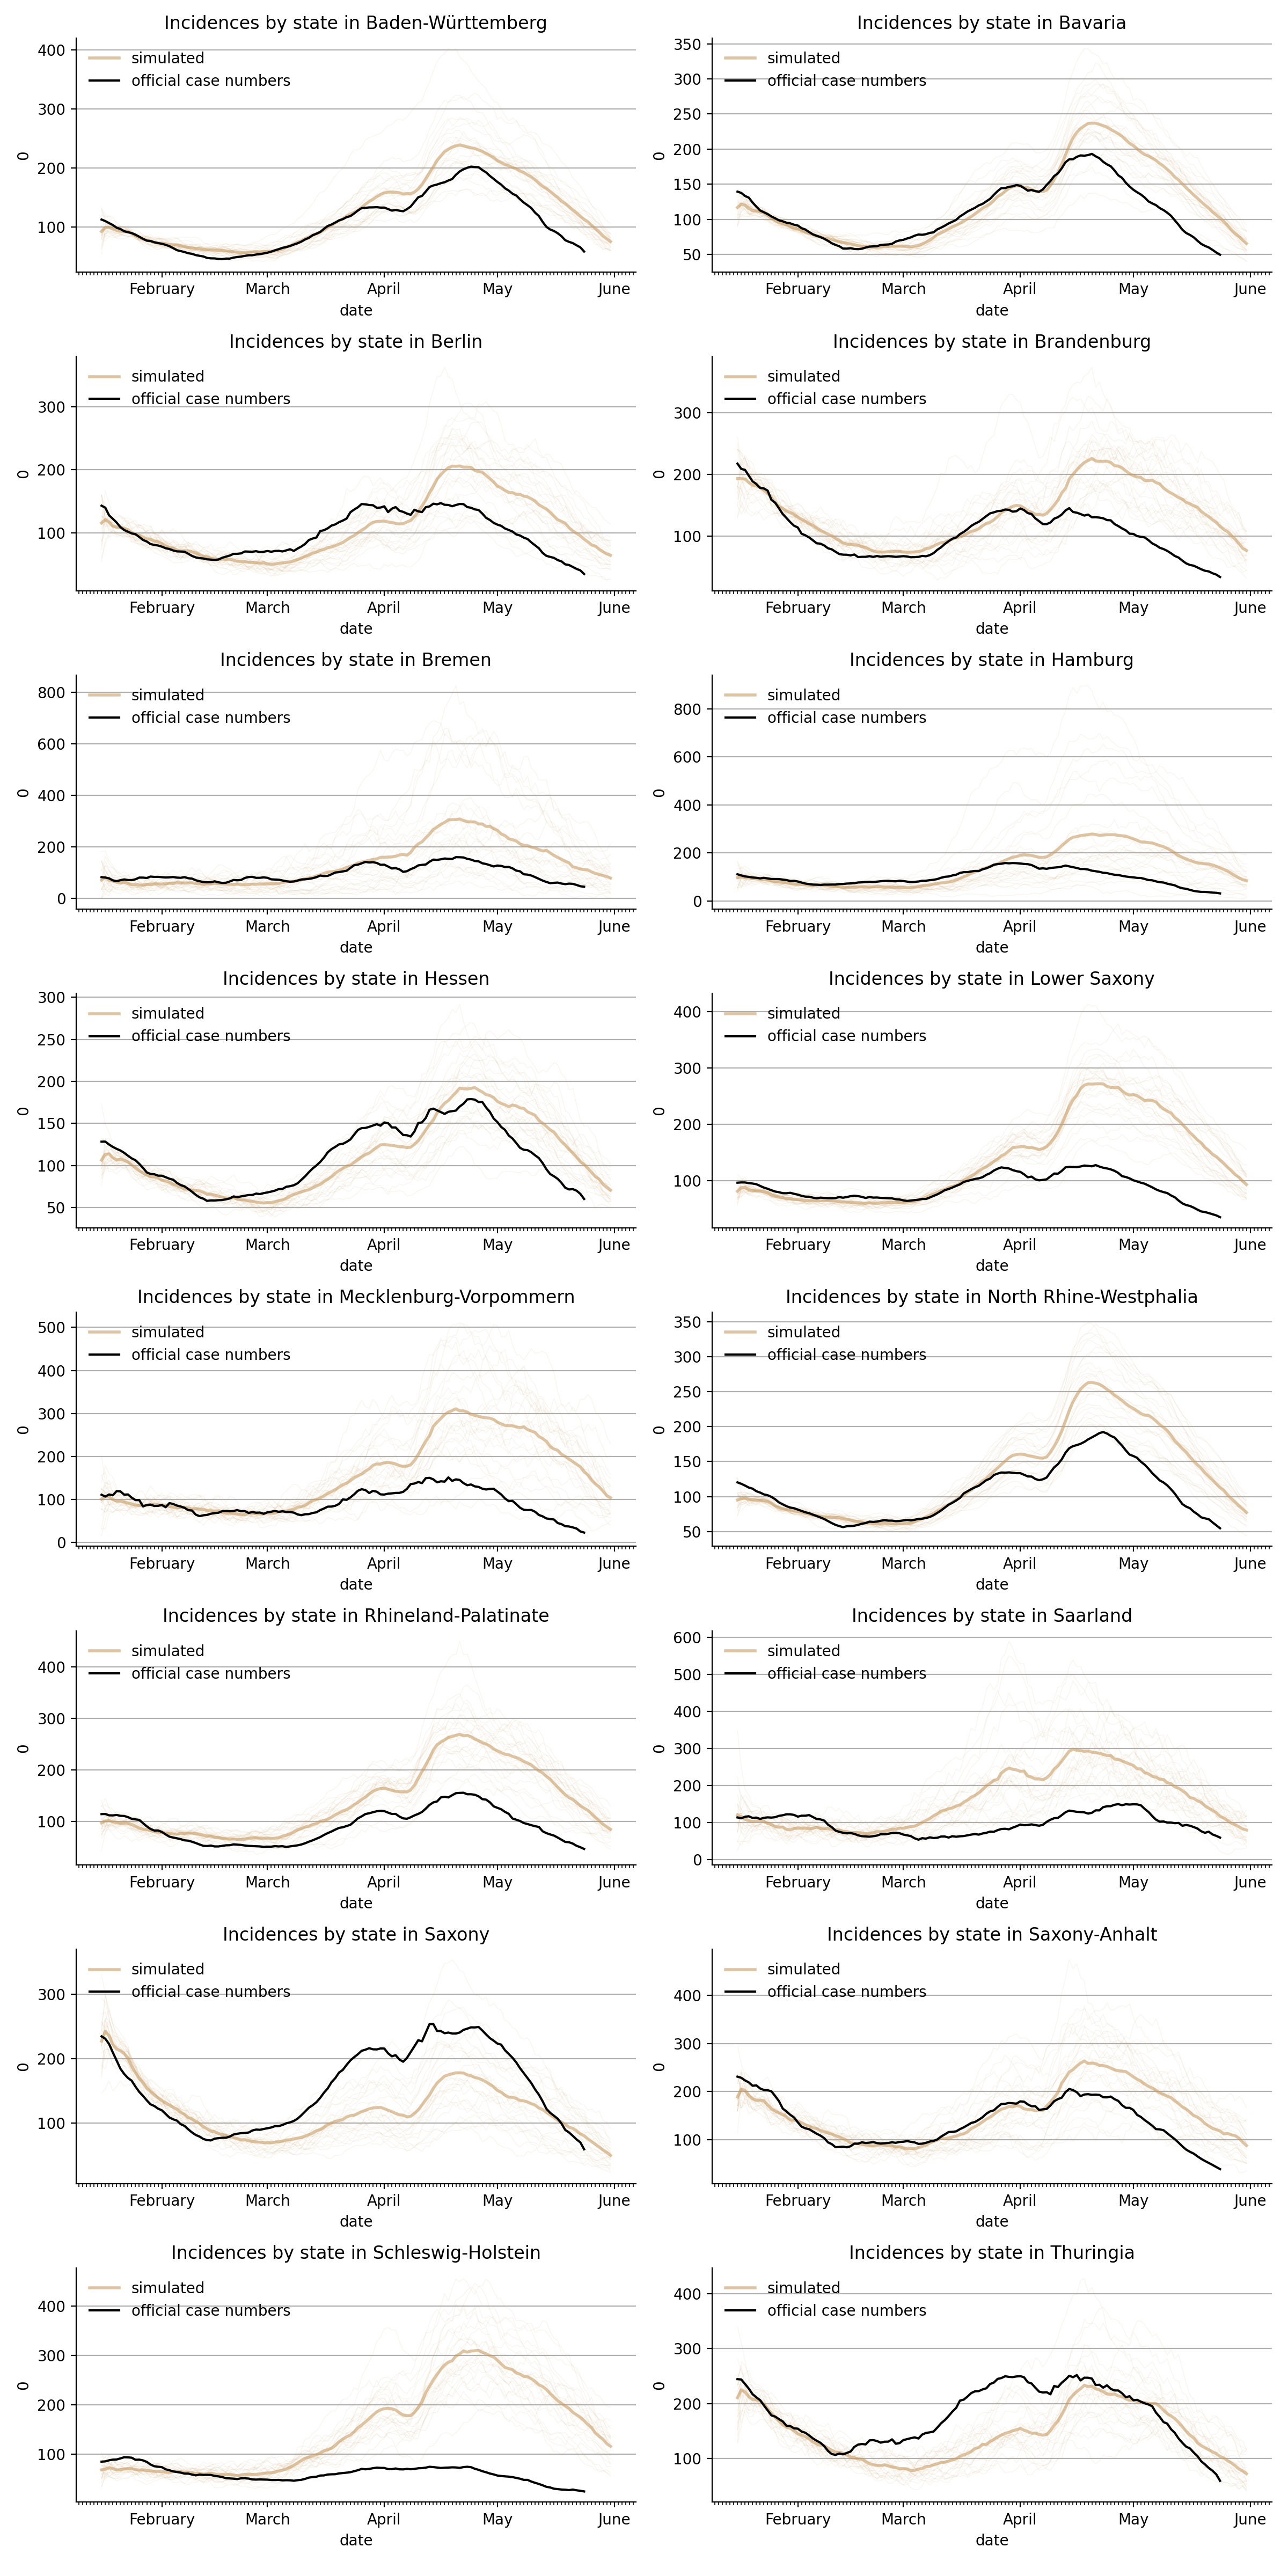 Incidences by state in Baden-Württemberg
400
300
200
100
0
simulated
official case numbers
February March April May June
date
Incidences by state in Bavaria
350
300
250
200
150
100
50
0
simulated
official case numbers
February March April May June
date
Incidences by state in Berlin
300
200
100
0
simulated
official case numbers
February March April May June
date
Incidences by state in Brandenburg
300
200
100
0
simulated
official case numbers
February March April May June
date
Incidences by state in Bremen
800
600
400
200
0
0
simulated
official case numbers
February March April May June
date
Incidences by state in Hamburg
800
600
400
200
0
0
simulated
official case numbers
February March April May June
date
Incidences by state in Hessen
300
250
200
150
100
50
0
simulated
official case numbers
February March April May June
date
Incidences by state in Lower Saxony
400
300
200
100
0
simulated
official case numbers
February March April May June
date
Incidences by state in Mecklenburg-Vorpommern
500
400
300
200
100
0
0
simulated
official case numbers
February March April May June
date
Incidences by state in North Rhine-Westphalia
350
300
250
200
150
100
50
0
simulated
official case numbers
February March April May June
date
Incidences by state in Rhineland-Palatinate
400
300
200
100
0
simulated
official case numbers
February March April May June
date
Incidences by state in Saarland
600
500
400
300
200
100
0
0
simulated
official case numbers
February March April May June
date
Incidences by state in Saxony
300
200
100
0
simulated
official case numbers
February March April May June
date
Incidences by state in Saxony-Anhalt
400
300
200
100
0
simulated
official case numbers
February March April May June
date
Incidences by state in Schleswig-Holstein
400
300
200
100
0
simulated
official case numbers
February March April May June
date
Incidences by state in Thuringia
400
300
200
100
0
simulated
official case numbers
February March April May June
date